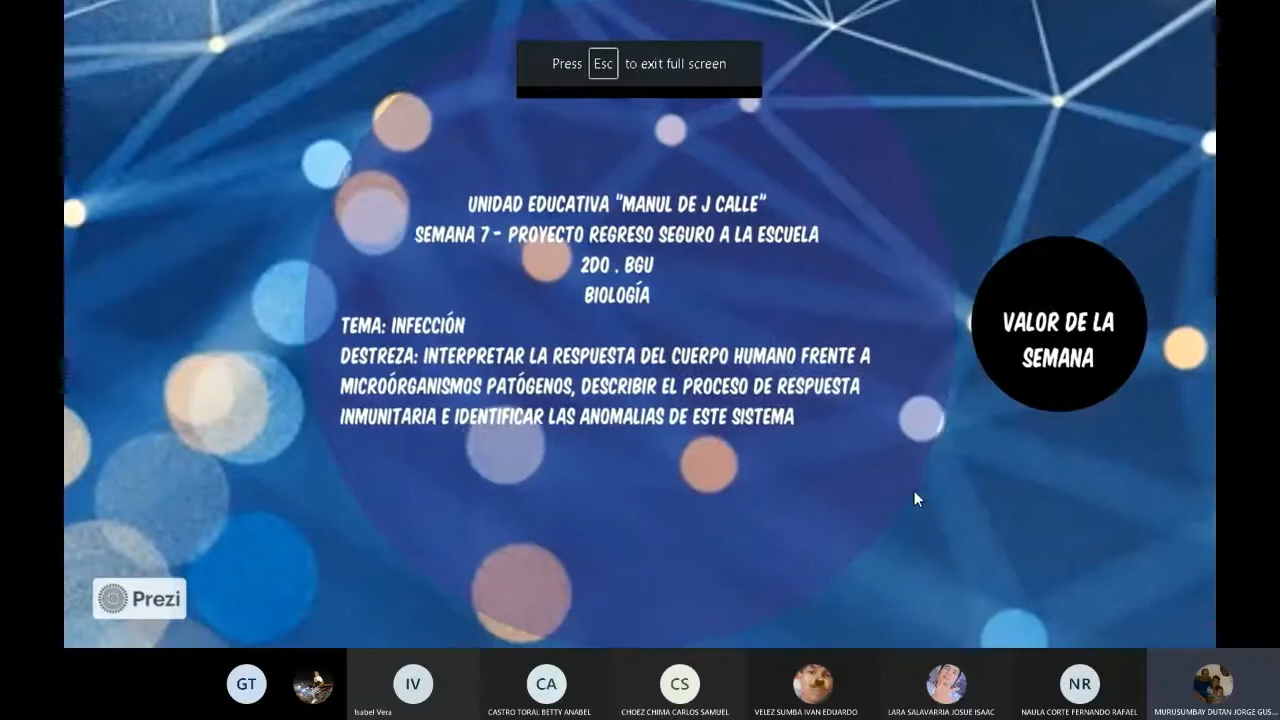 Press Esc to exit full screen
UNIDAD EDUCATIVA "MANUL DE J CALLE"
SEMANA 7 - PROYECTO REGRESO SEGURO A LA ESCUELA
2DO . BGU
BIOLOGÍA
TEMA: INFECCIÓN
DESTREZA: INTERPRETAR LA RESPUESTA DEL CUERPO HUMANO FRENTE A
MICROÓRGANISMOS PATÓGENOS, DESCRIBIR EL PROCESO DE RESPUESTA
INMUNITARIA E IDENTIFICAR LAS ANOMALIAS DE ESTE SISTEMA
VALOR DE LA
SEMANA
Prezi
GT
IV
CA
CS
NR
Isabel Vera
CASTRO TORAL BETTY ANABEL
CHOEZ CHIMA CARLOS SAMUEL
VELEZ SUMBA IVAN EDUARDO
LARA SALAVARRIA JOSUE ISAAC
NAULA CORTE FERNANDO RAFAEL
MURUSUMBAY DUTAN JORGE GUS...